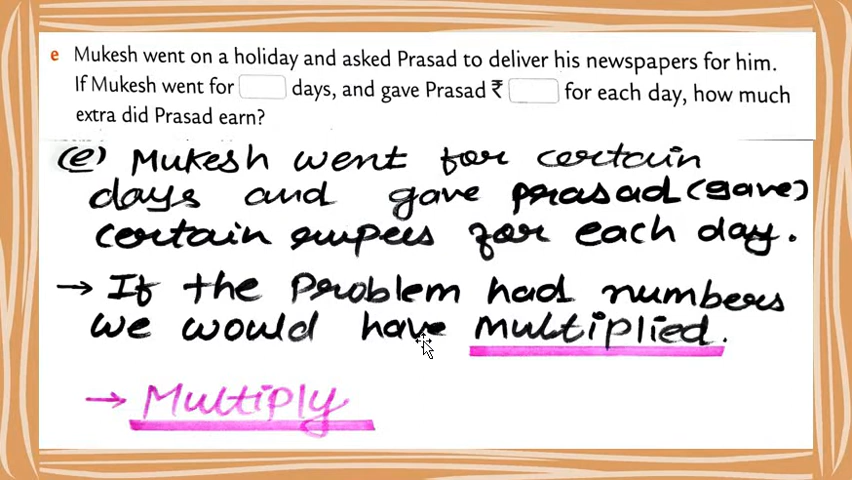 e Mukesh went on a holiday and asked Prasad to deliver his newspapers for him.
If Mukesh went for days, and gave Prasad ₹ for each day, how much
extra did Prasad earn?
(e) Mukesh went for certain
days and gave prasad (gave)
certain rupees for each day.
→ If the Problem had numbers
we would have multiplied.
→ Multiply